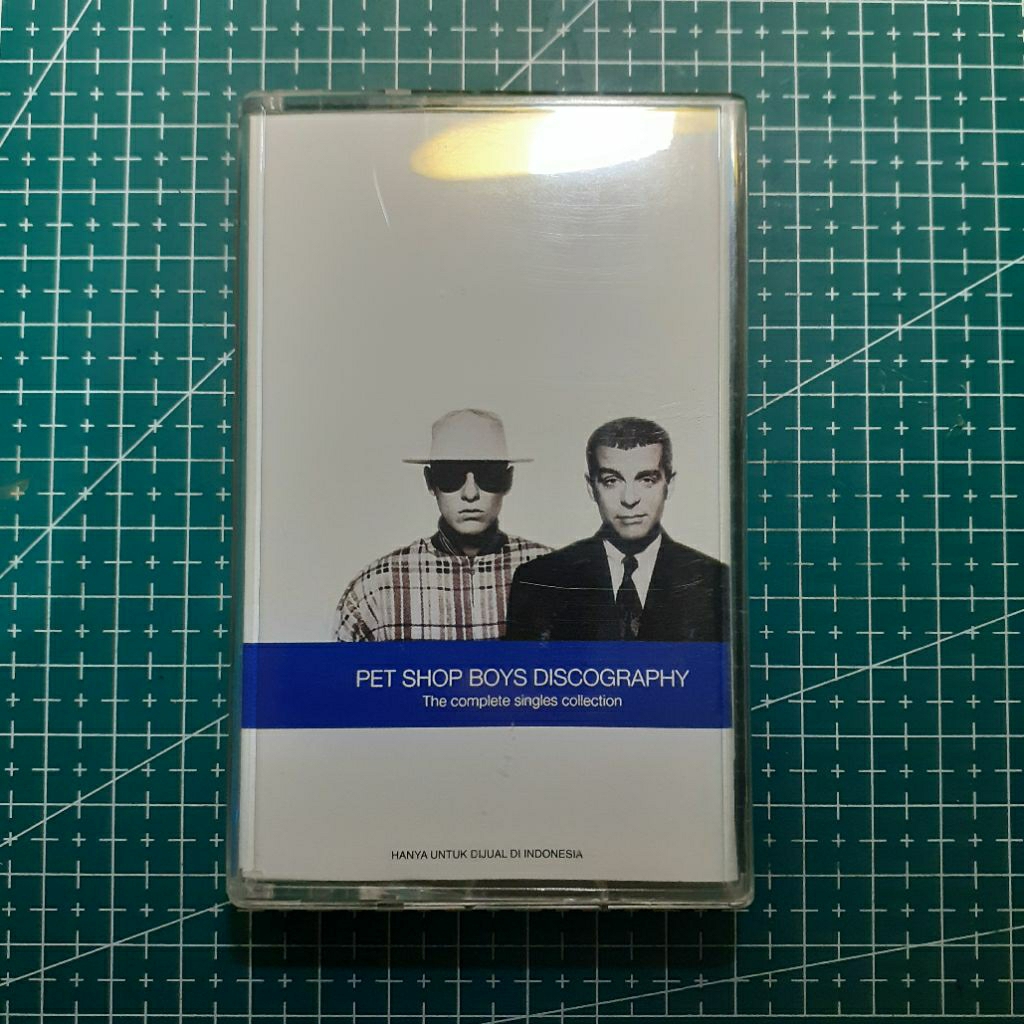 PET SHOP BOYS DISCOGRAPHY
The complete singles collection
HANYA UNTUK DIJUAL DI INDONESIA